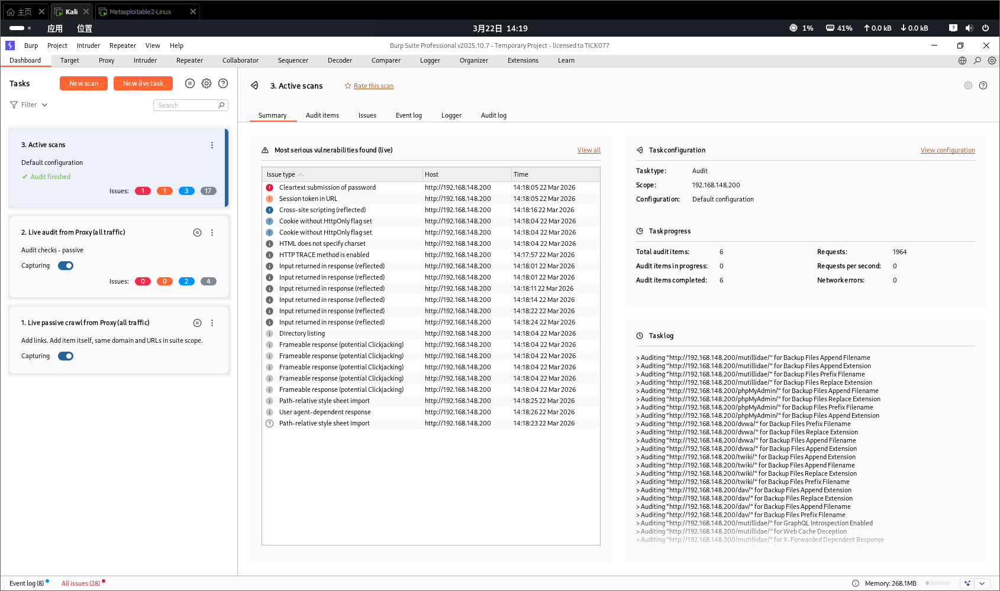 主页
Kali
Metasploitable2-Linux
应用 位置
3月22日 14:19
1% 41% 0.0 kB 0.0 kB
Burp Project Intruder Repeater View Help
Burp Suite Professional v2025.10.7 - Temporary Project - licensed to TICK077
Dashboard Target Proxy Intruder Repeater Collaborator Sequencer Decoder Comparer Logger Organizer Extensions Learn
Tasks
New scan
New live task
Filter
Search
3. Active scans
Default configuration
Audit finished
Issues: 1 1 3 17
2. Live audit from Proxy (all traffic)
Audit checks - passive
Capturing
Issues: 0 0 2 4
1. Live passive crawl from Proxy (all traffic)
Add links. Add item itself, same domain and URLs in suite scope.
Capturing
3. Active scans
Rate this scan
Summary Audit items Issues Event log Logger Audit log
Most serious vulnerabilities found (live)
View all
Issue type Host Time
Cleartext submission of password http://192.168.148.200 14:18:05 22 Mar 2026
Session token in URL http://192.168.148.200 14:18:05 22 Mar 2026
Cross-site scripting (reflected) http://192.168.148.200 14:18:16 22 Mar 2026
Cookie without HttpOnly flag set http://192.168.148.200 14:18:04 22 Mar 2026
Cookie without HttpOnly flag set http://192.168.148.200 14:18:04 22 Mar 2026
HTML does not specify charset http://192.168.148.200 14:18:04 22 Mar 2026
HTTP TRACE method is enabled http://192.168.148.200 14:17:57 22 Mar 2026
Input returned in response (reflected) http://192.168.148.200 14:18:01 22 Mar 2026
Input returned in response (reflected) http://192.168.148.200 14:18:01 22 Mar 2026
Input returned in response (reflected) http://192.168.148.200 14:18:11 22 Mar 2026
Input returned in response (reflected) http://192.168.148.200 14:18:14 22 Mar 2026
Input returned in response (reflected) http://192.168.148.200 14:18:22 22 Mar 2026
Input returned in response (reflected) http://192.168.148.200 14:18:24 22 Mar 2026
Directory listing http://192.168.148.200 14:18:04 22 Mar 2026
Frameable response (potential Clickjacking) http://192.168.148.200 14:18:04 22 Mar 2026
Frameable response (potential Clickjacking) http://192.168.148.200 14:18:04 22 Mar 2026
Frameable response (potential Clickjacking) http://192.168.148.200 14:18:04 22 Mar 2026
Frameable response (potential Clickjacking) http://192.168.148.200 14:18:04 22 Mar 2026
Frameable response (potential Clickjacking) http://192.168.148.200 14:18:04 22 Mar 2026
Path-relative style sheet import http://192.168.148.200 14:18:25 22 Mar 2026
User agent-dependent response http://192.168.148.200 14:18:26 22 Mar 2026
Path-relative style sheet import http://192.168.148.200 14:18:23 22 Mar 2026
Task configuration
View configuration
Task type: Audit
Scope: 192.168.148.200
Configuration: Default configuration
Task progress
Total audit items: 6 Requests: 1964
Audit items in progress: 0 Requests per second: 0
Audit items completed: 6 Network errors: 0
Task log
> Auditing "http://192.168.148.200/mutillidae/" for Backup Files Append Filename
> Auditing "http://192.168.148.200/mutillidae/" for Backup Files Append Extension
> Auditing "http://192.168.148.200/mutillidae/" for Backup Files Prefix Filename
> Auditing "http://192.168.148.200/mutillidae/" for Backup Files Replace Extension
> Auditing "http://192.168.148.200/phpMyAdmin/" for Backup Files Append Filename
> Auditing "http://192.168.148.200/phpMyAdmin/" for Backup Files Replace Extension
> Auditing "http://192.168.148.200/phpMyAdmin/" for Backup Files Prefix Filename
> Auditing "http://192.168.148.200/phpMyAdmin/" for Backup Files Append Extension
> Auditing "http://192.168.148.200/dvwa/" for Backup Files Prefix Filename
> Auditing "http://192.168.148.200/dvwa/" for Backup Files Replace Extension
> Auditing "http://192.168.148.200/dvwa/" for Backup Files Append Filename
> Auditing "http://192.168.148.200/dvwa/" for Backup Files Append Extension
> Auditing "http://192.168.148.200/twiki/" for Backup Files Append Extension
> Auditing "http://192.168.148.200/twiki/" for Backup Files Append Filename
> Auditing "http://192.168.148.200/twiki/" for Backup Files Replace Extension
> Auditing "http://192.168.148.200/twiki/" for Backup Files Prefix Filename
> Auditing "http://192.168.148.200/dav/" for Backup Files Append Extension
> Auditing "http://192.168.148.200/dav/" for Backup Files Replace Extension
> Auditing "http://192.168.148.200/dav/" for Backup Files Append Filename
> Auditing "http://192.168.148.200/dav/" for Backup Files Prefix Filename
> Auditing "http://192.168.148.200/mutillidae/" for GraphQL Introspection Enabled
> Auditing "http://192.168.148.200/mutillidae/" for Web Cache Deception
> Auditing "http://192.168.148.200/mutillidae/" for X-Forwarded Dependent Response
Event log (8) All issues (28)
Memory: 268.1MB